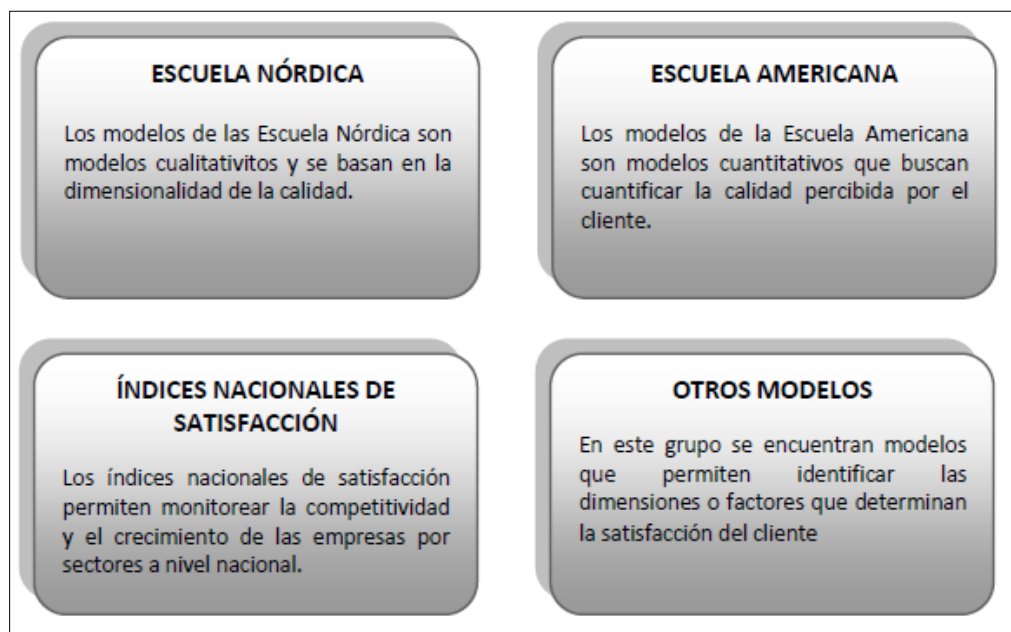 ESCUELA NÓRDICA
Los modelos de las Escuela Nórdica son
modelos cualitativitos y se basan en la
dimensionalidad de la calidad.
ESCUELA AMERICANA
Los modelos de la Escuela Americana
son modelos cuantitativos que buscan
cuantificar la calidad percibida por el
cliente.
ÍNDICES NACIONALES DE
SATISFACCIÓN
Los índices nacionales de satisfacción
permiten monitorear la competitividad
y el crecimiento de las empresas por
sectores a nivel nacional.
OTROS MODELOS
En este grupo se encuentran modelos
que permiten identificar las
dimensiones o factores que determinan
la satisfacción del cliente